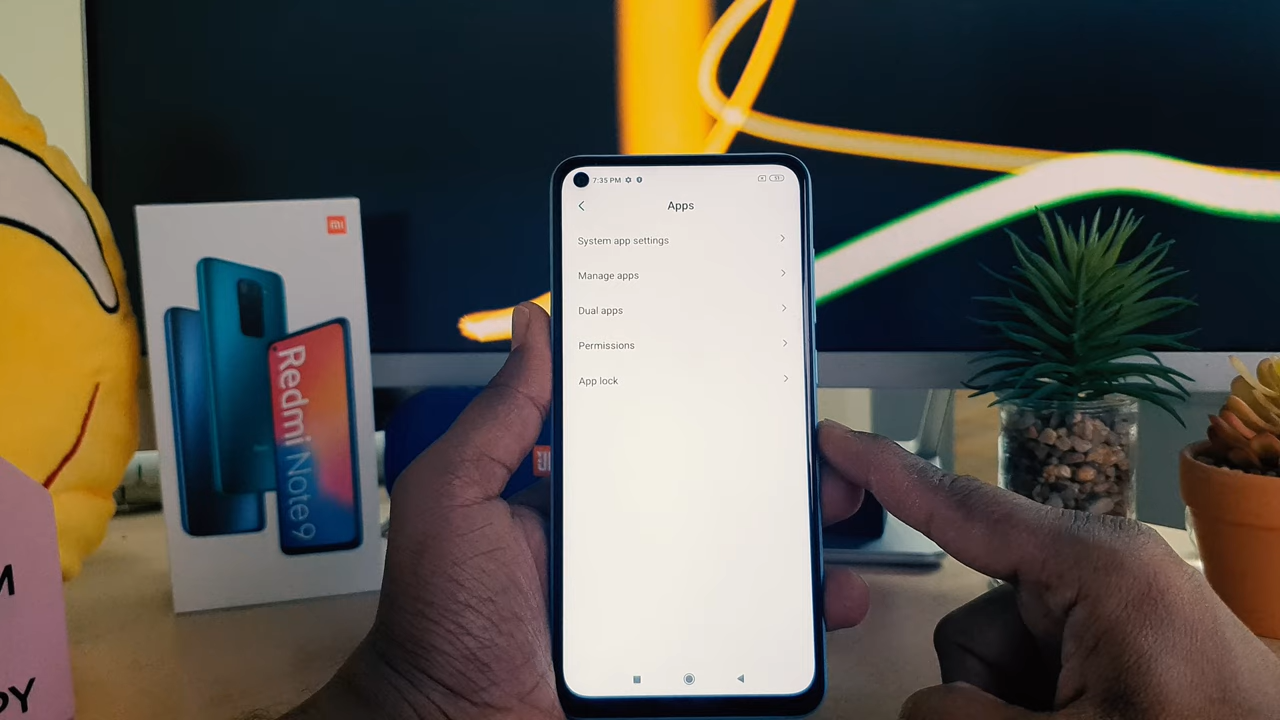 7:35 PM
Apps
System app settings
Manage apps
Dual apps
Permissions
App lock
Redmi Note 9
mi